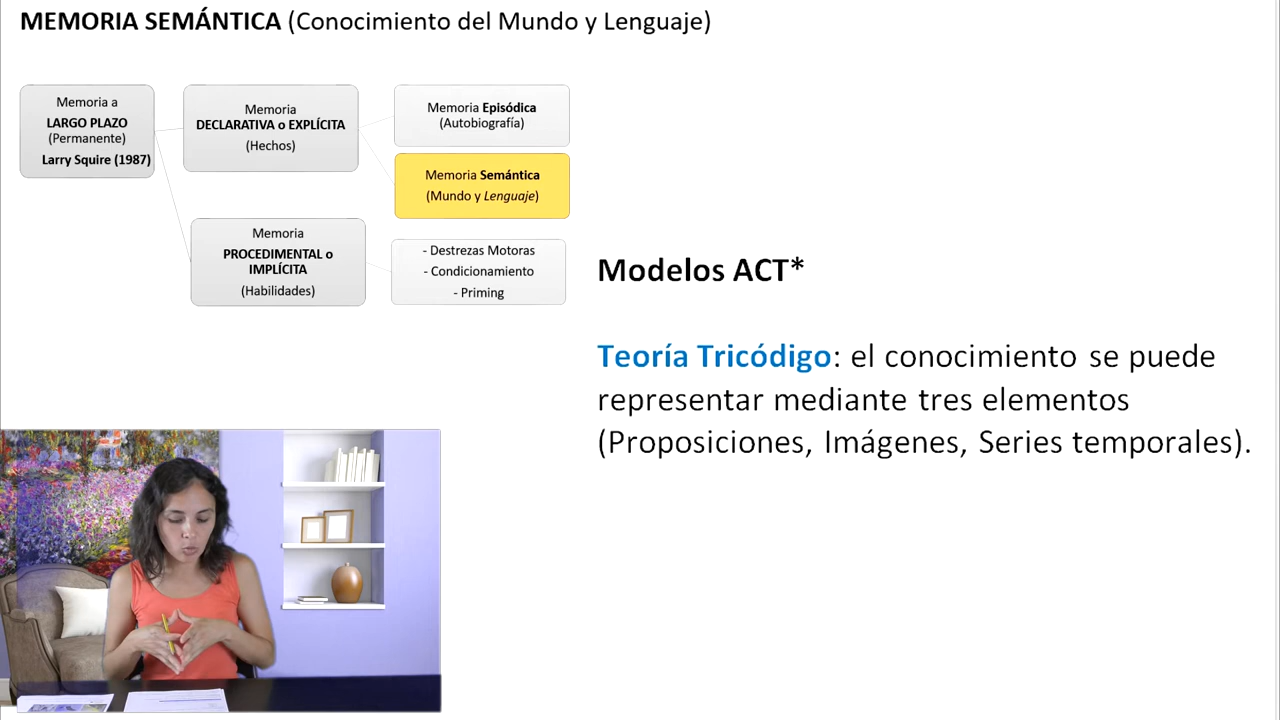 MEMORIA SEMÁNTICA (Conocimiento del Mundo y Lenguaje)
Memoria a
LARGO PLAZO
(Permanente)
Larry Squire (1987)
Memoria
DECLARATIVA o EXPLÍCITA
(Hechos)
Memoria Episódica
(Autobiografía)
Memoria Semántica
(Mundo y Lenguaje)
Memoria
PROCEDIMENTAL o
IMPLÍCITA
(Habilidades)
- Destrezas Motoras
- Condicionamiento
- Priming
Modelos ACT*
Teoría Tricódigo: el conocimiento se puede
representar mediante tres elementos
(Proposiciones, Imágenes, Series temporales).